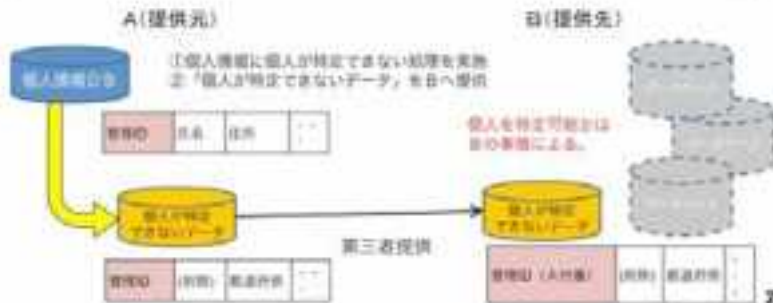 A(提供元)
B(提供先)
①個人情報に個人が特定できない処理を実施
②「個人が特定できないデータ」をBへ提供
個人情報
管理ID 氏名 住所
個人を特定可能かは
Bの事情による。
個人が特定
できないデータ
個人が特定
できないデータ
第三者提供
管理ID (削除) 都道府県
管理ID (A付番) (削除) 都道府県